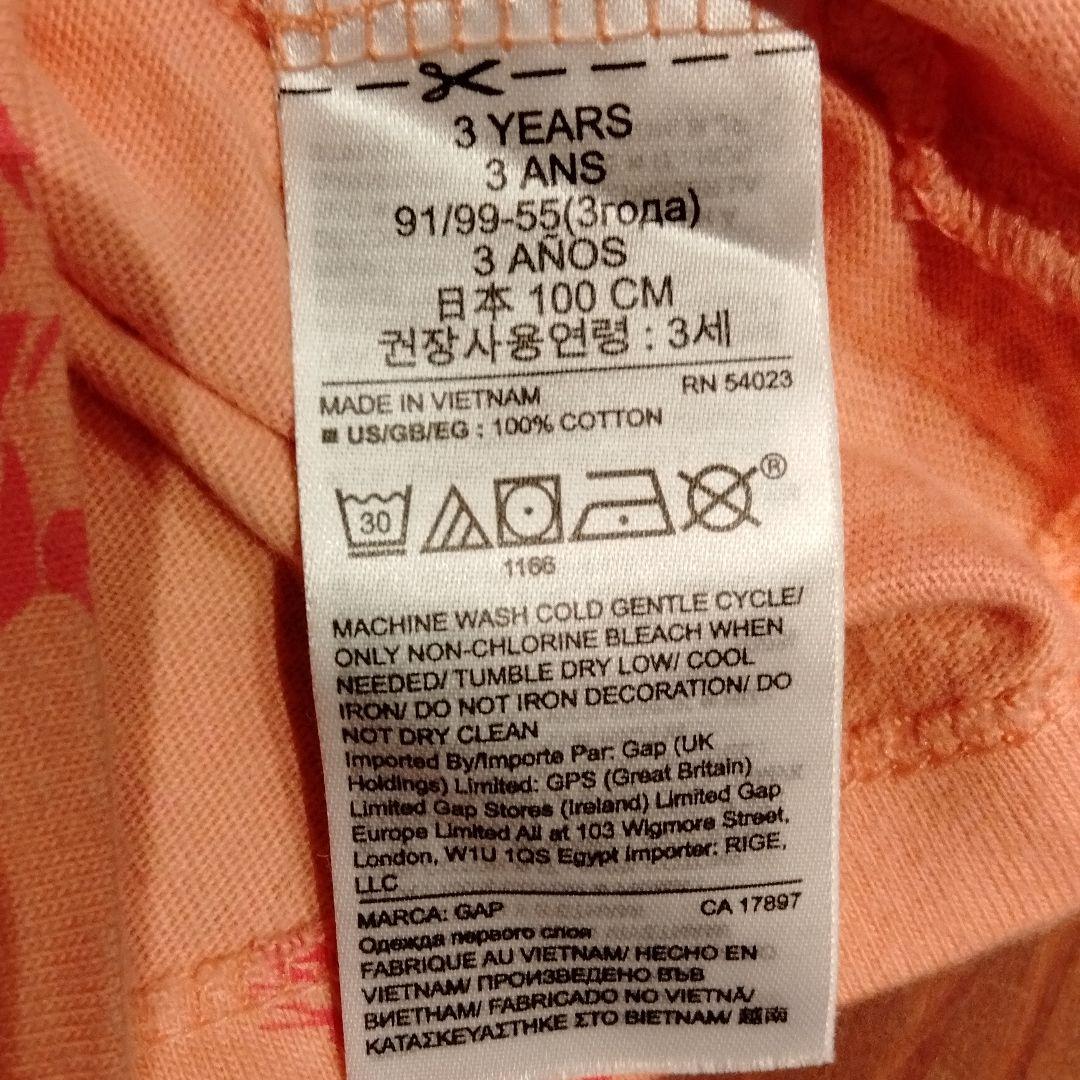 3 YEARS
3 ANS
91/99-55(3года)
3 AÑOS
日本 100 CM
권장사용연령 : 3세
RN 54023
MADE IN VIETNAM
US/GB/EG : 100% COTTON
30
®
1166
MACHINE WASH COLD GENTLE CYCLE/
ONLY NON-CHLORINE BLEACH WHEN
NEEDED/ TUMBLE DRY LOW/ COOL
IRON/ DO NOT IRON DECORATION/ DO
NOT DRY CLEAN
Imported By/Importe Par: Gap (UK
Holdings) Limited: GPS (Great Britain)
Limited Gap Stores (Ireland) Limited Gap
Europe Limited All at 103 Wigmore Street,
London, W1U 1QS Egypt Importer: RIGE,
LLC
MARCA: GAP
CA 17897
Одежда первого слоя
FABRIQUE AU VIETNAM/ HECHO EN
VIETNAM/ ПРОИЗВЕДЕНО ВЪВ
ВИЕТНАМ/ FABRICADO NO VIETNÃ/
ΚΑΤΑΣΚΕΥΑΣΤΗΚΕ ΣΤΟ ΒΙΕΤΝΑΜ/ 越南